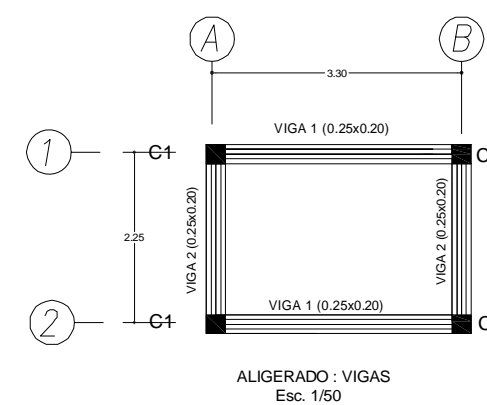 A B
3.30
VIGA 1 (0.25x0.20)
1 C1 C
VIGA 2 (0.25x0.20)
VIGA 2 (0.25x0.20)
2.25
VIGA 1 (0.25x0.20)
2 C1 C
ALIGERADO : VIGAS
Esc. 1/50